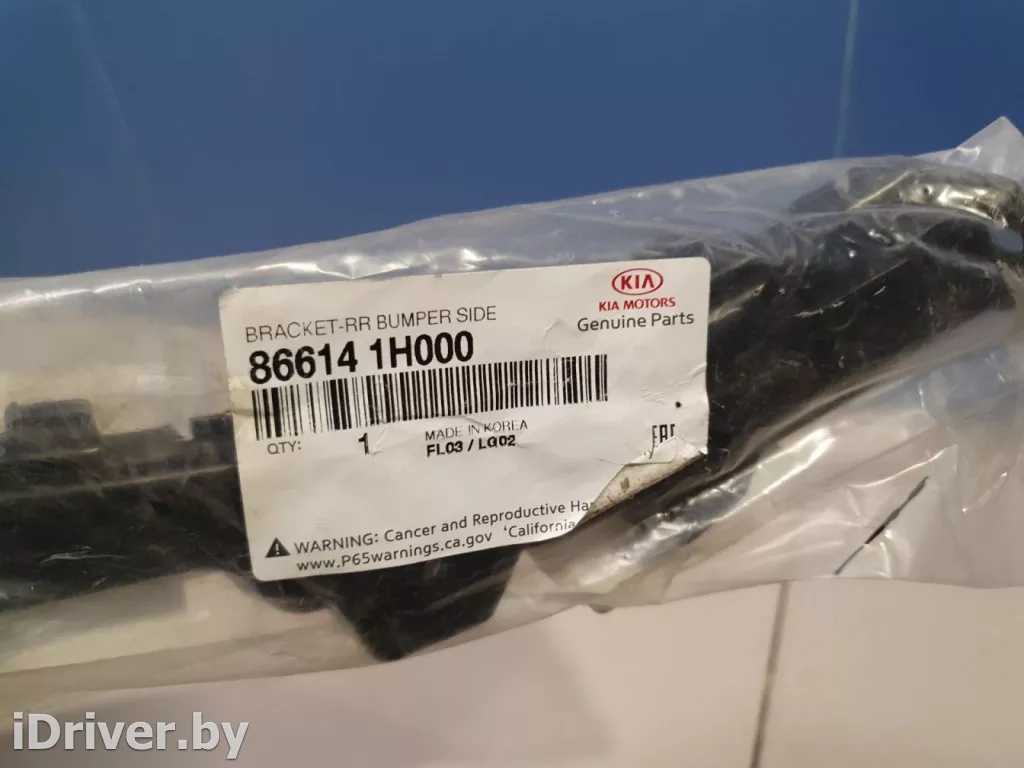 KIA
KIA MOTORS
Genuine Parts
BRACKET-RR BUMPER SIDE
86614 1H000
QTY: 1
MADE IN KOREA
FL03 / LG02
EAC
WARNING: Cancer and Reproductive
www.P65warnings.ca.gov 'California
iDriver.by